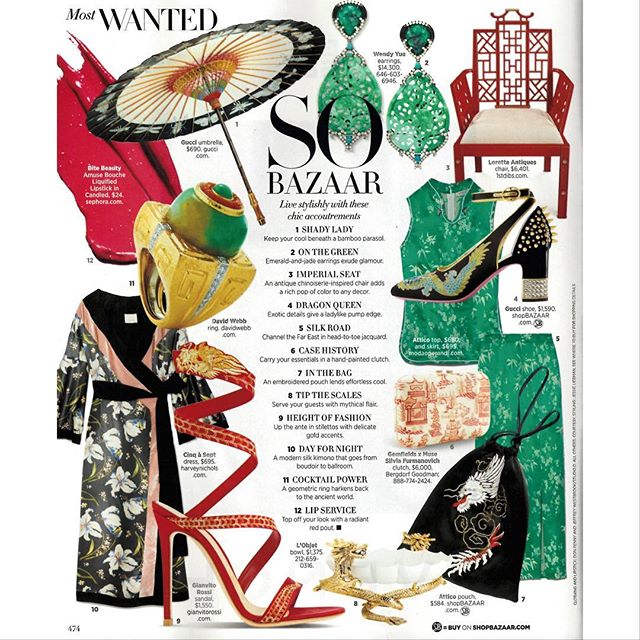 Most WANTED
1
Gucci umbrella,
$690. gucci
.com.
Wendy Yue
earrings,
$14,300.
646-603-
6946.
2
Loretta Antiques
chair, $6,401.
1stdibs.com.
3
Bite Beauty
Amuse Bouche
Liquified
Lipstick in
Candied, $24.
sephora.com.
12
SO
BAZAAR
Live stylishly with these
chic accoutrements
1 SHADY LADY
Keep your cool beneath a bamboo parasol.
2 ON THE GREEN
Emerald-and-jade earrings exude glamour.
3 IMPERIAL SEAT
An antique chinoiserie-inspired chair adds
a rich pop of color to any decor.
4 DRAGON QUEEN
Exotic details give a ladylike pump edge.
5 SILK ROAD
Channel the Far East in head-to-toe jacquard.
6 CASE HISTORY
Carry your essentials in a hand-painted clutch.
7 IN THE BAG
An embroidered pouch lends effortless cool.
8 TIP THE SCALES
Serve your guests with mythical flair.
9 HEIGHT OF FASHION
Up the ante in stilettos with delicate
gold accents.
10 DAY FOR NIGHT
A modern silk kimono that goes from
boudoir to ballroom.
11 COCKTAIL POWER
A geometric ring harkens back
to the ancient world.
12 LIP SERVICE
Top off your look with a radiant
red pout.
11
David Webb
ring. davidwebb
.com.
4
Gucci shoe, $1,590.
shopBAZAAR
.com.
Attico top, $680,
and skirt, $695.
modaoperandi.com.
5
6
Gemfields x Muse
Silvia Furmanovich
clutch, $6,000.
Bergdorf Goodman;
888-774-2424.
Cinq à Sept
dress, $695.
harveynichols
.com.
10
Gianvito
Rossi
sandal,
$1,550.
gianvitorossi
.com.
9
L'Objet
bowl, $1,375.
212-659-
0316.
8
Attico pouch,
$584. shopBAZAAR
.com.
7
474
= BUY ON SHOPBAZAAR.COM